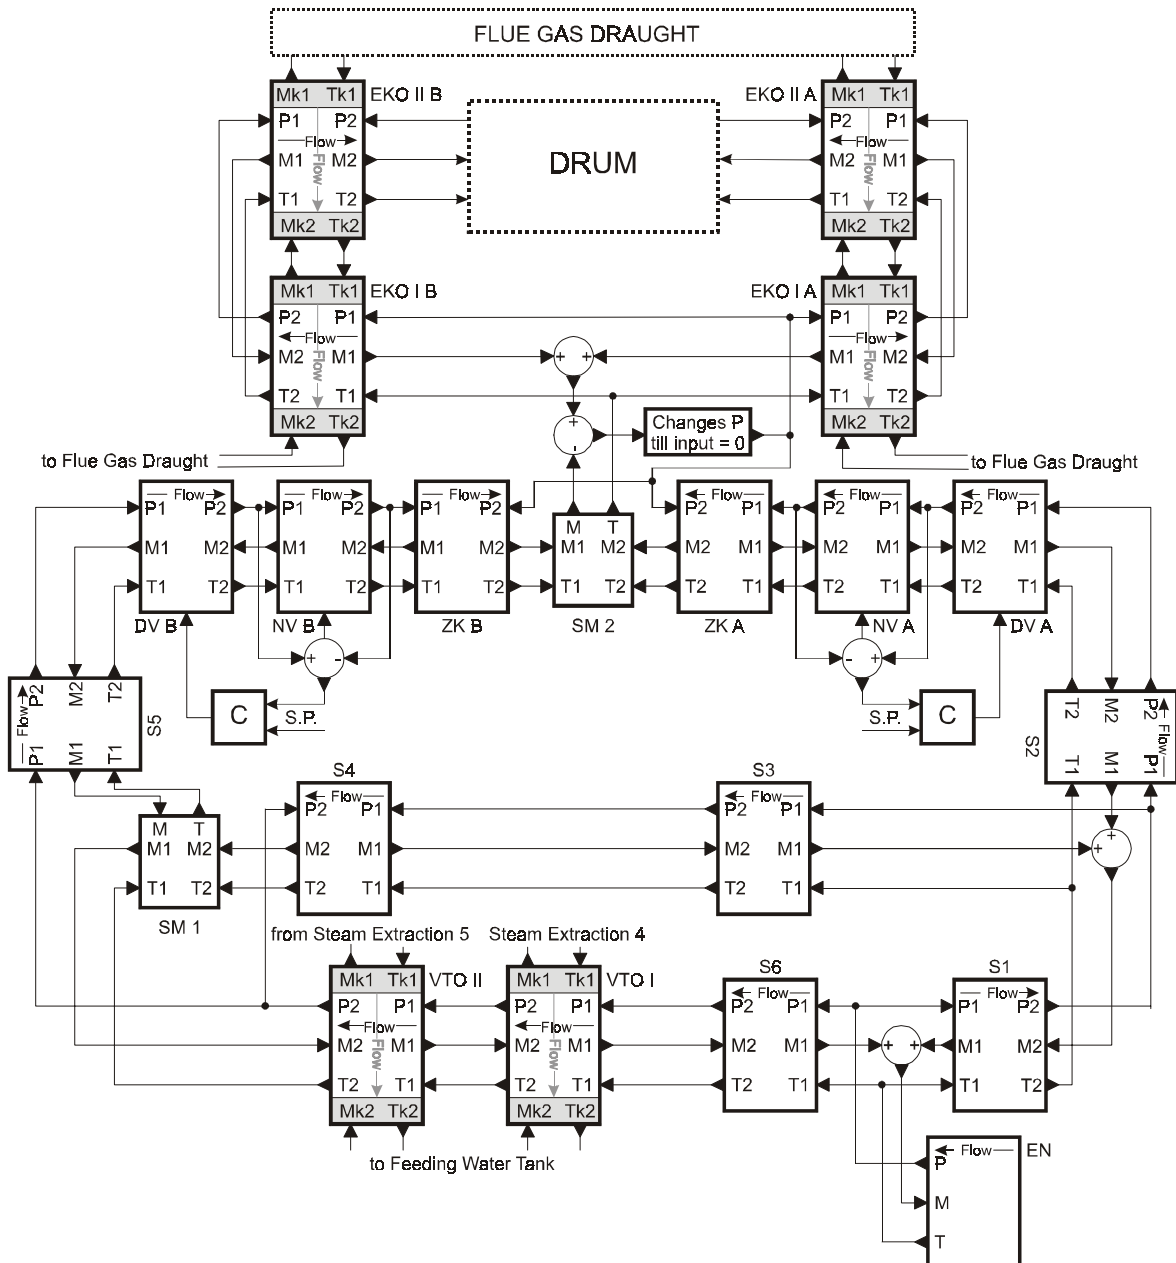 FLUE GAS DRAUGHT
Mk1 Tk1 EKO II B EKO II A Mk1 Tk1
P1 P2 P2 P1
Flow Flow
M1 Flow M2 DRUM M2 Flow M1
T1 T2 T1 T2
Mk2 Tk2 Mk2 Tk2
Mk1 Tk1 EKO I B EKO I A Mk1 Tk1
P2 P1 P1 P2
Flow Flow
M2 Flow M1 + + M1 Flow M2
T2 T1 T1 T2
Mk2 Tk2 + Changes P Mk2 Tk2
- till input = 0
to Flue Gas Draught to Flue Gas Draught
Flow Flow Flow Flow Flow Flow
P1 P2 P1 P2 P1 P2 P2 P1 P2 P1 P2 P1
M T
M1 M2 M1 M2 M1 M2 M1 M2 M2 M1 M2 M1 M2 M1
T1 T2 T1 T2 T1 T2 T1 T2 T2 T1 T2 T1 T2 T1
DV B NV B ZK B SM 2 ZK A NV A DV A
+ - - +
P2 M2 T2 C S.P. S.P. C T2 M2 P2
Flow S5 S2 Flow
P1 M1 T1 T1 M1 P1
S4 S3
Flow Flow
P2 P1 P2 P1
M T
M1 M2 M2 M1 M2 M1 + +
T1 T2 T2 T1 T2 T1
SM 1
from Steam Extraction 5 Steam Extraction 4
S6 S1
Mk1 Tk1 VTO II Mk1 Tk1 VTO I Flow Flow
P2 P1 P2 P1 P2 P1 P1 P2
Flow Flow
M2 Flow M1 M2 Flow M1 M2 M1 + + M1 M2
T2 T1 T2 T1 T2 T1 T1 T2
Mk2 Tk2 Mk2 Tk2
to Feeding Water Tank
P Flow EN
M
T